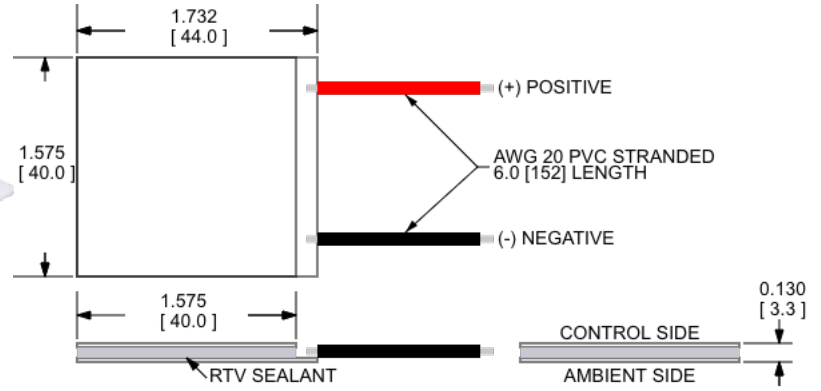 1.732
[ 44.0 ]
(+) POSITIVE
1.575
[ 40.0 ]
AWG 20 PVC STRANDED
6.0 [152] LENGTH
(-) NEGATIVE
1.575
[ 40.0 ]
0.130
[ 3.3 ]
CONTROL SIDE
RTV SEALANT
AMBIENT SIDE